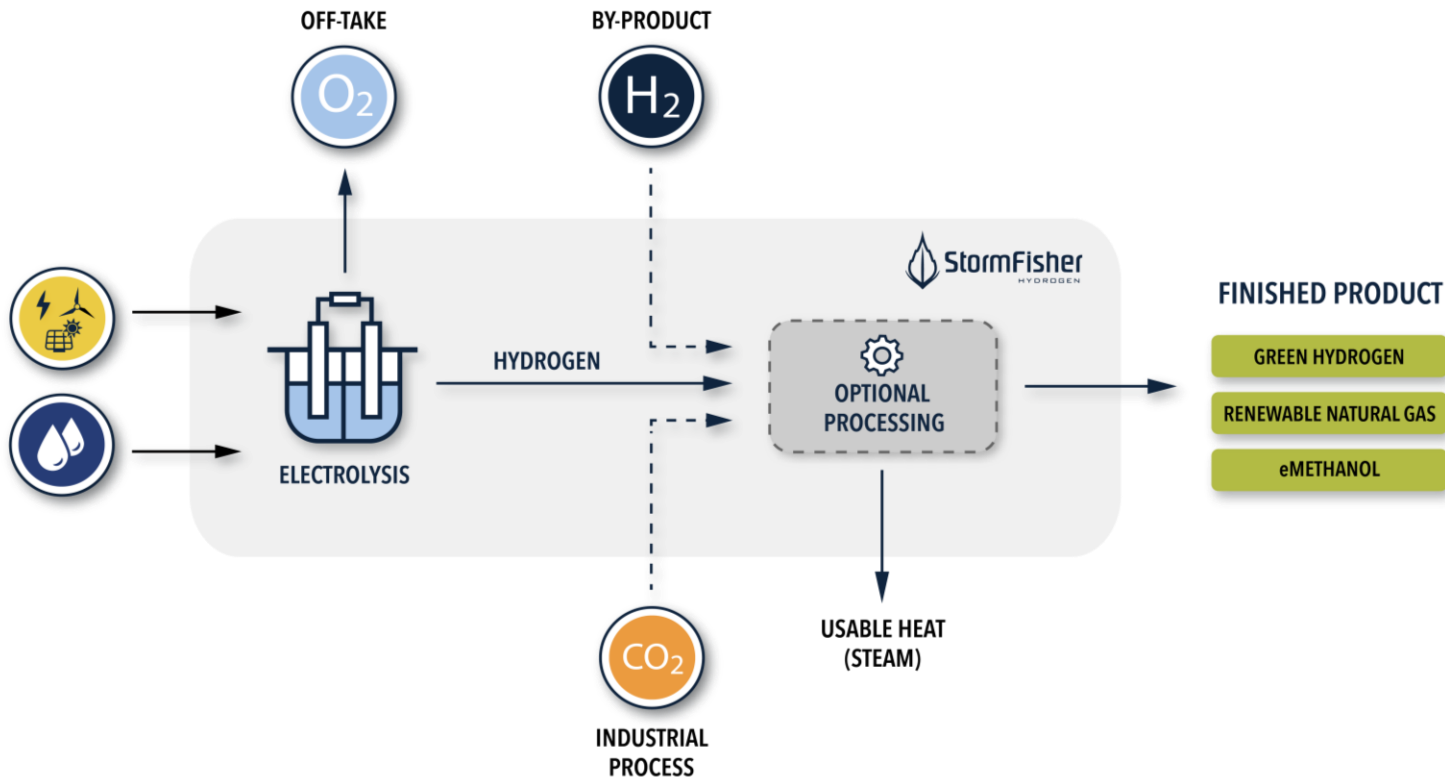 OFF-TAKE
BY-PRODUCT
O2
H2
StormFisher
HYDROGEN
FINISHED PRODUCT
HYDROGEN
OPTIONAL
PROCESSING
GREEN HYDROGEN
RENEWABLE NATURAL GAS
eMETHANOL
ELECTROLYSIS
USABLE HEAT
(STEAM)
CO2
INDUSTRIAL
PROCESS